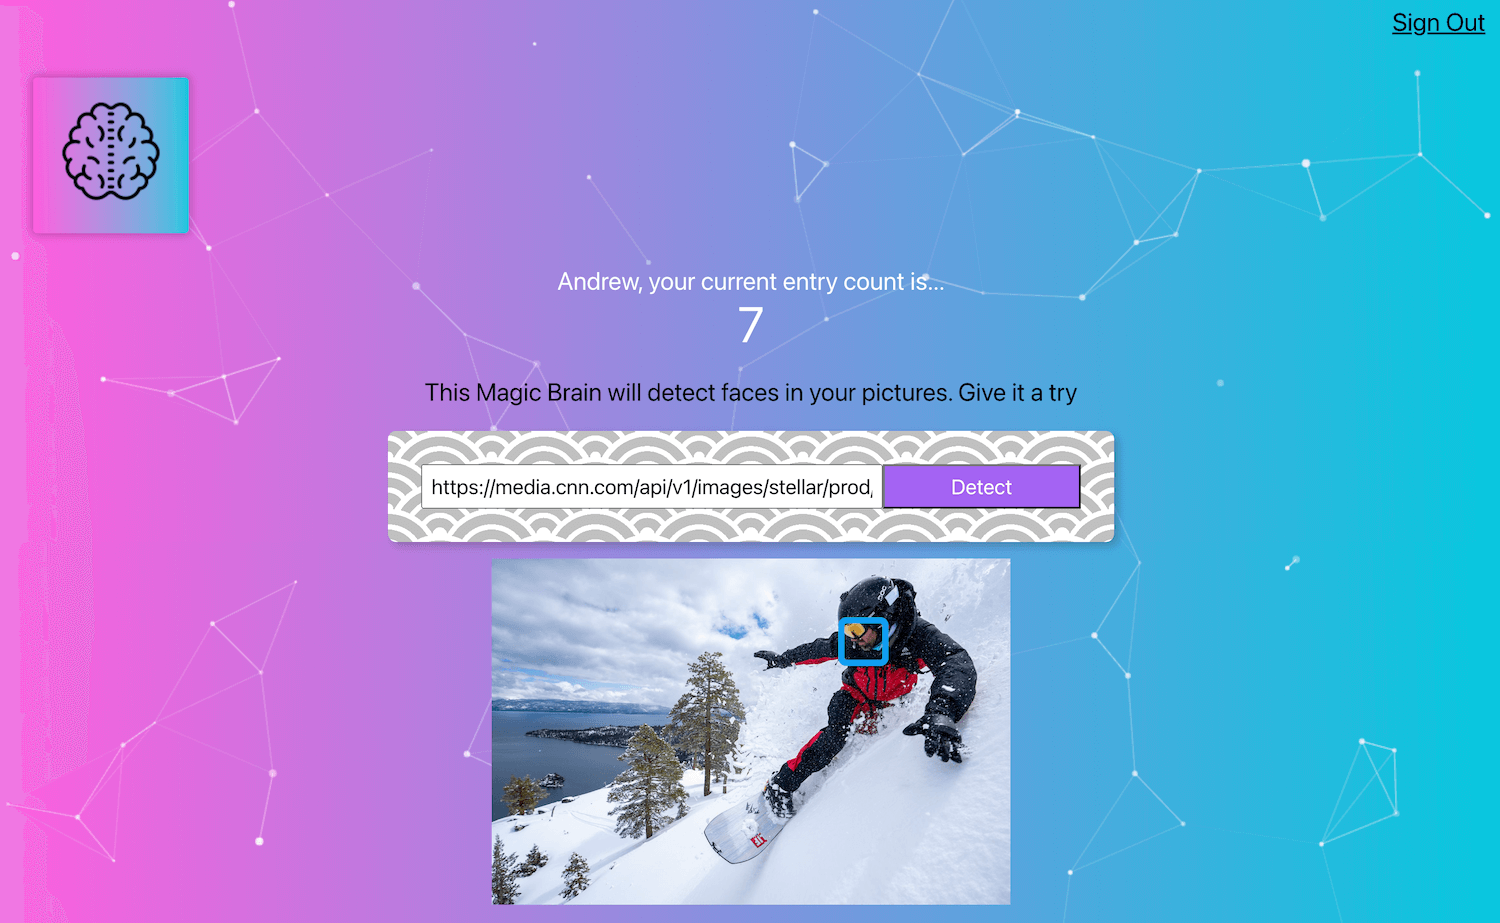 Sign Out
Andrew, your current entry count is...
7
This Magic Brain will detect faces in your pictures. Give it a try
https://media.cnn.com/api/v1/images/stellar/prod/
Detect